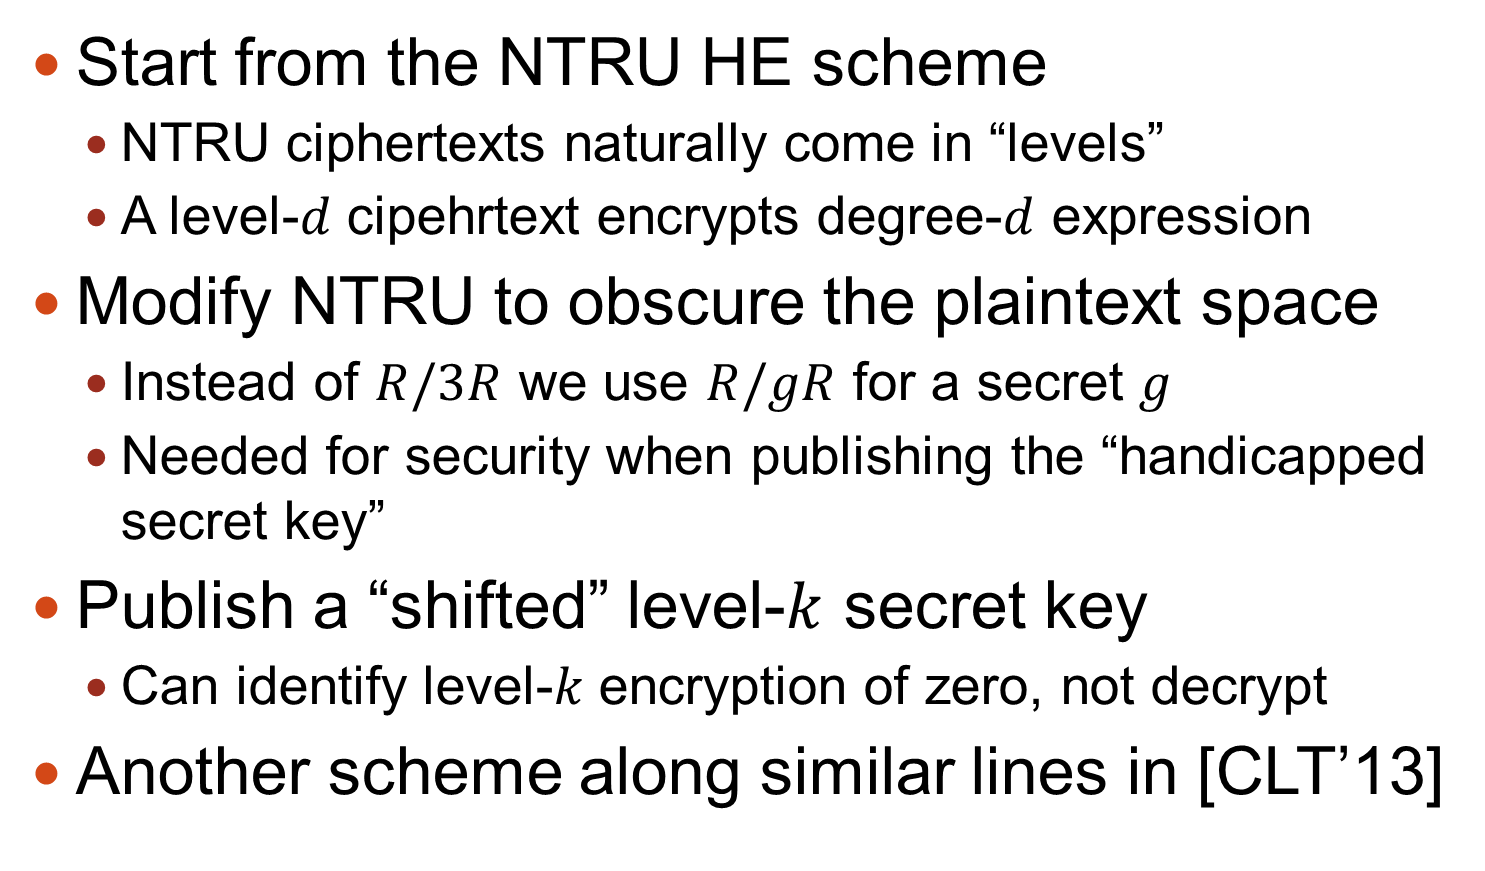 • Start from the NTRU HE scheme
• NTRU ciphertexts naturally come in “levels”
• A level-d cipehrtext encrypts degree-d expression
• Modify NTRU to obscure the plaintext space
• Instead of R/3R we use R/gR for a secret g
• Needed for security when publishing the “handicapped
secret key”
• Publish a “shifted” level-k secret key
• Can identify level-k encryption of zero, not decrypt
• Another scheme along similar lines in [CLT’13]